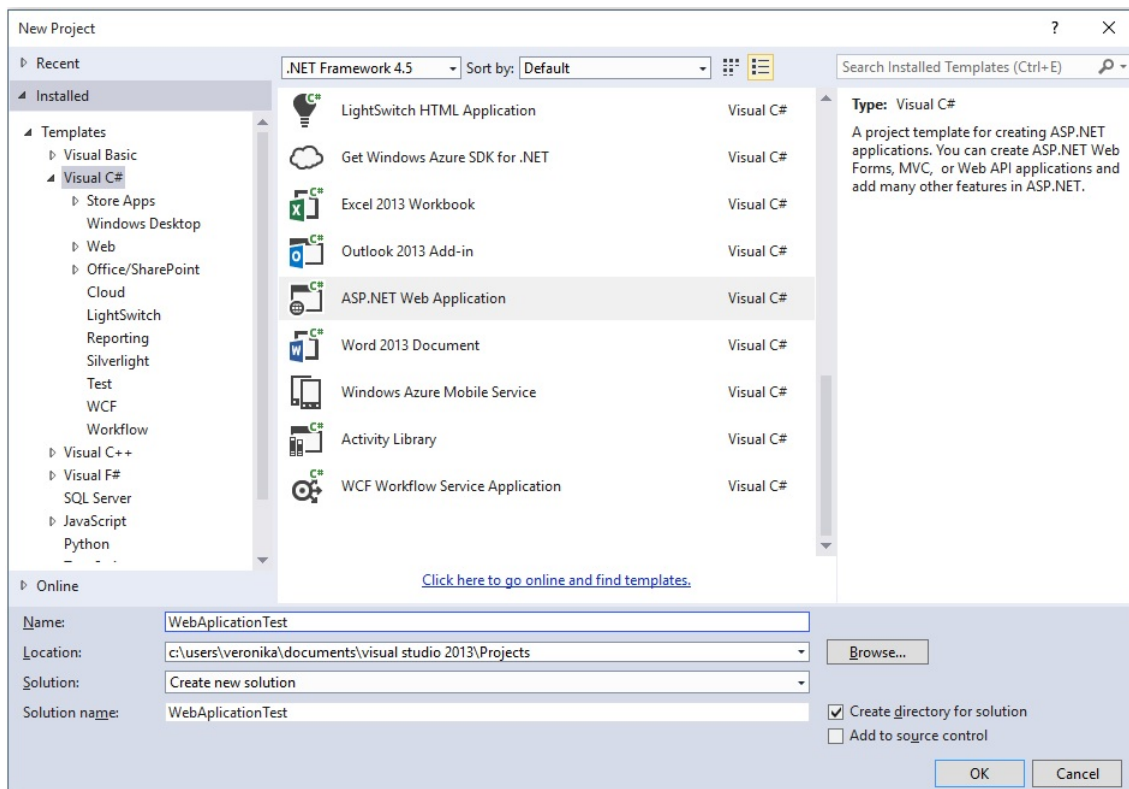 New Project
?
Recent
.NET Framework 4.5
Sort by: Default
Search Installed Templates (Ctrl+E)
Installed
Templates
Visual Basic
Visual C#
Store Apps
Windows Desktop
Web
Office/SharePoint
Cloud
LightSwitch
Reporting
Silverlight
Test
WCF
Workflow
Visual C++
Visual F#
SQL Server
JavaScript
Python
Online
C# LightSwitch HTML Application Visual C#
Get Windows Azure SDK for .NET Visual C#
C# Excel 2013 Workbook Visual C#
C# Outlook 2013 Add-in Visual C#
C# ASP.NET Web Application Visual C#
C# Word 2013 Document Visual C#
Windows Azure Mobile Service Visual C#
C# Activity Library Visual C#
C# WCF Workflow Service Application Visual C#
Click here to go online and find templates.
Type: Visual C#
A project template for creating ASP.NET
applications. You can create ASP.NET Web
Forms, MVC, or Web API applications and
add many other features in ASP.NET.
Name: WebAplicationTest
Location: c:\users\veronika\documents\visual studio 2013\Projects
Browse...
Solution: Create new solution
Solution name: WebAplicationTest
Create directory for solution
Add to source control
OK
Cancel